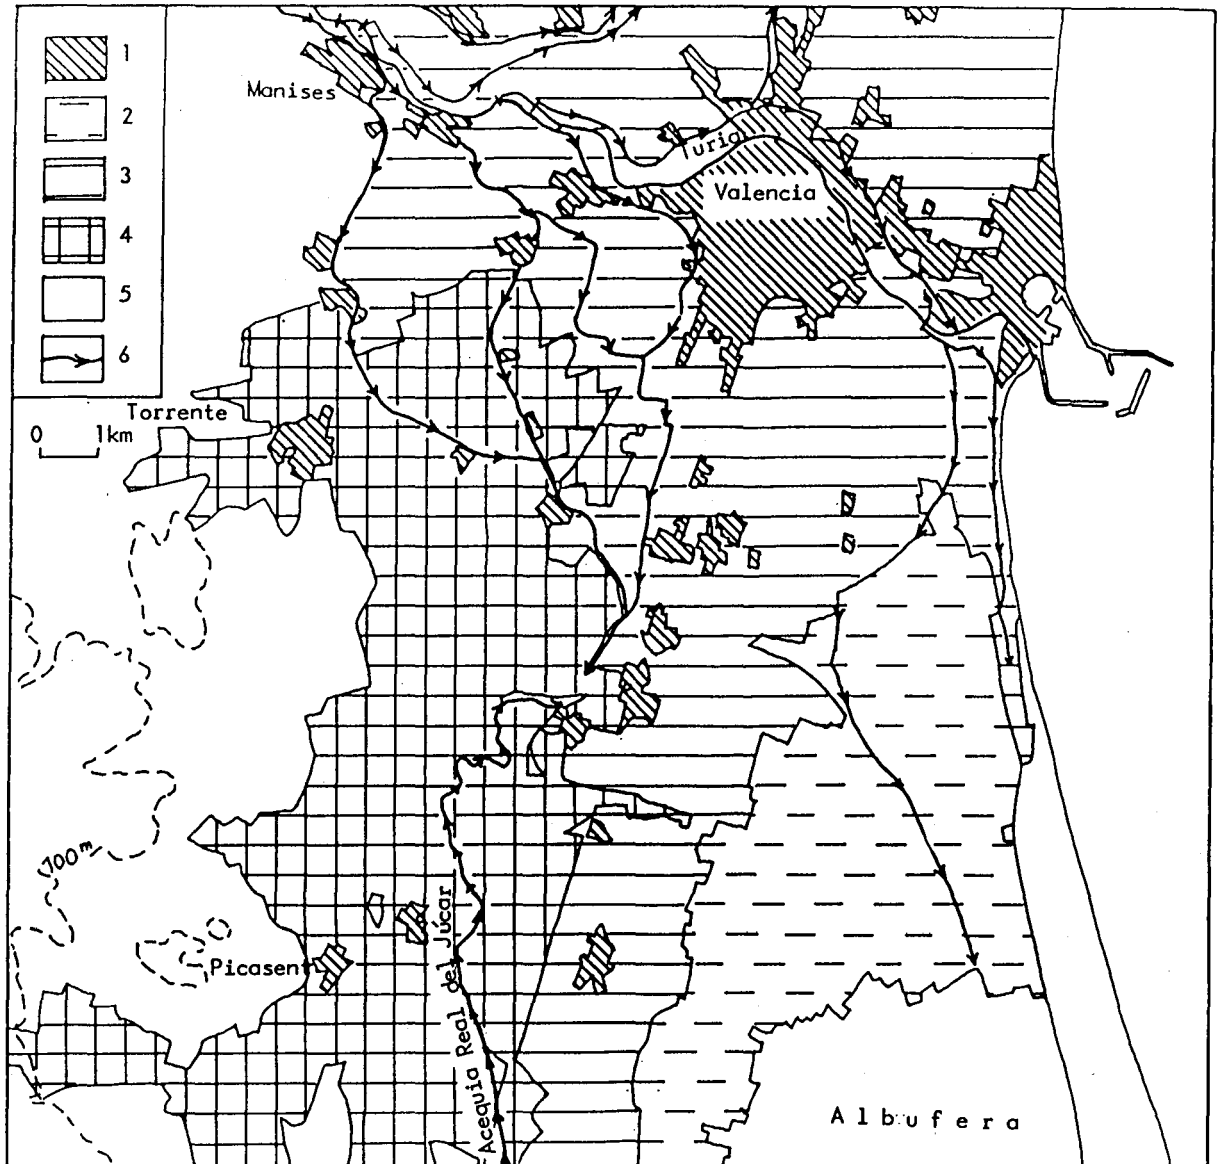 1
2
3
4
5
6
Manises
Turia
Valencia
Torrente
0 1km
100m
Picasent
Acequia Real del Júcar
Albufera